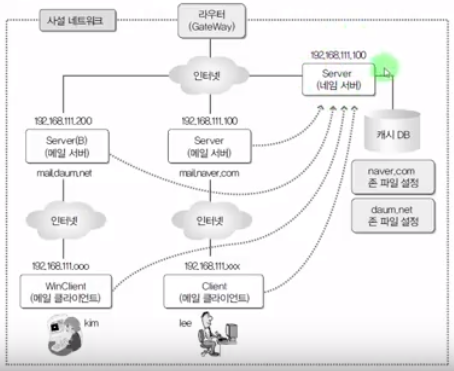 사설 네트워크
라우터
(GateWay)
인터넷
192.168.111.100
Server
(네임 서버)
192.168.111.200
Server(B)
(메일 서버)
mail.daum.net
192.168.111.100
Server
(메일 서버)
mail.naver.com
캐시 DB
naver.com
존 파일 설정
daum.net
존 파일 설정
인터넷
인터넷
192.168.111.ooo
WinClient
(메일 클라이언트)
kim
192.168.111.xxx
Client
(메일 클라이언트)
lee